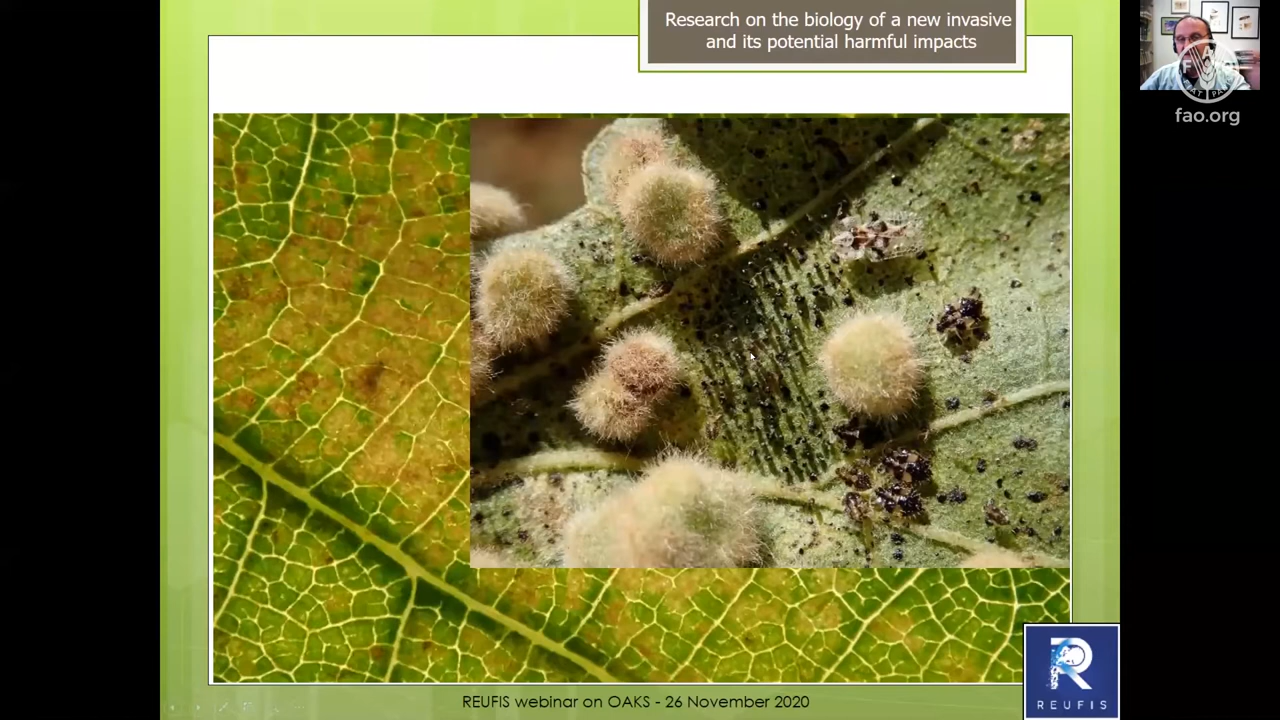 Research on the biology of a new invasive
and its potential harmful impacts
fao.org
REUFIS webinar on OAKS - 26 November 2020
REUFIS